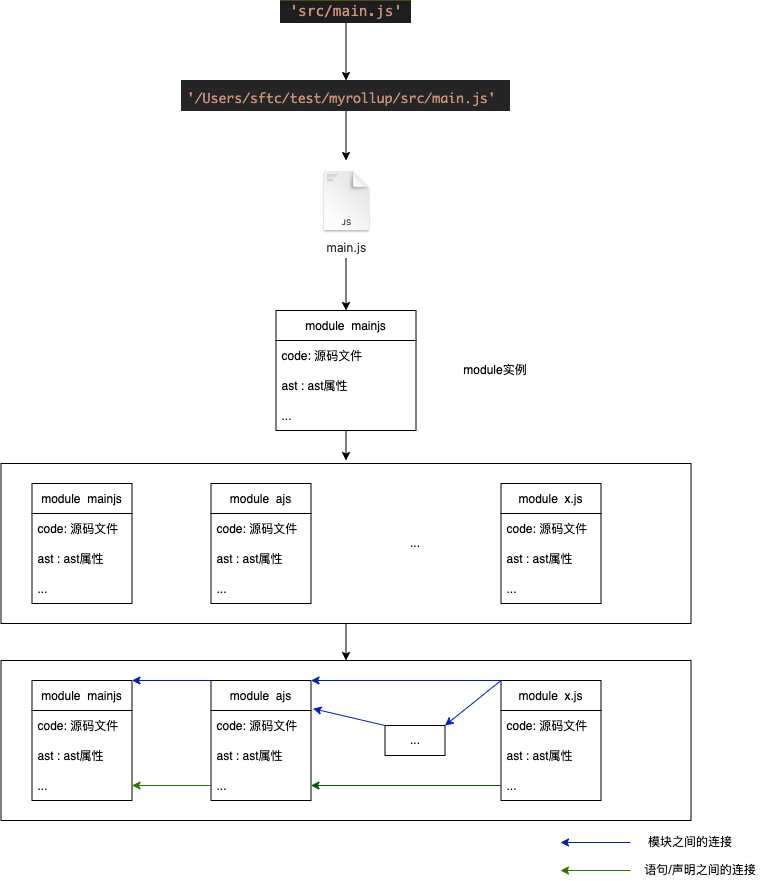 'src/main.js'
'/Users/sftc/test/myrollup/src/main.js'
JS
main.js
module mainjs
code: 源码文件
ast : ast属性
...
module实例
module mainjs
code: 源码文件
ast : ast属性
...
module ajs
code: 源码文件
ast : ast属性
...
...
module x.js
code: 源码文件
ast : ast属性
...
module mainjs
code: 源码文件
ast : ast属性
...
module ajs
code: 源码文件
ast : ast属性
...
...
module x.js
code: 源码文件
ast : ast属性
...
模块之间的连接
语句/声明之间的连接